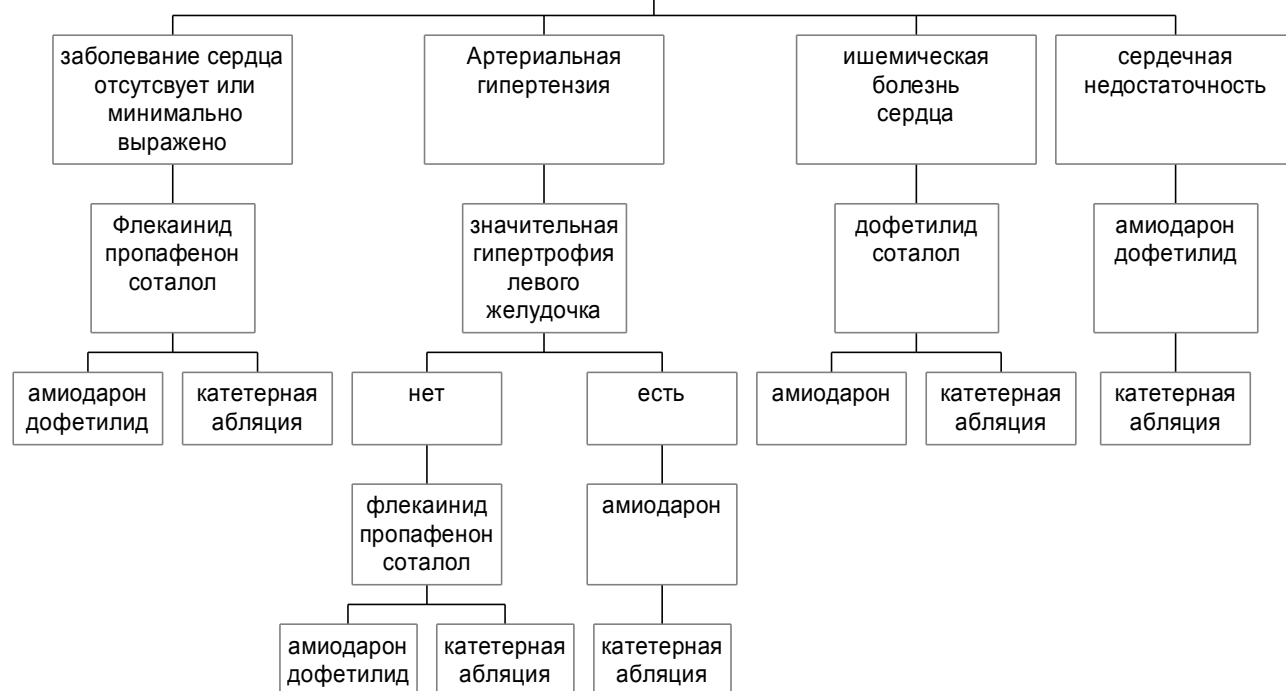 заболевание сердца
отсутсвует или
минимально
выражено
Артериальная
гипертензия
ишемическая
болезнь
сердца
сердечная
недостаточность
Флекаинид
пропафенон
соталол
значительная
гипертрофия
левого
желудочка
дофетилид
соталол
амиодарон
дофетилид
амиодарон
дофетилид
катетерная
абляция
нет
есть
амиодарон
катетерная
абляция
катетерная
абляция
флекаинид
пропафенон
соталол
амиодарон
амиодарон
дофетилид
катетерная
абляция
катетерная
абляция